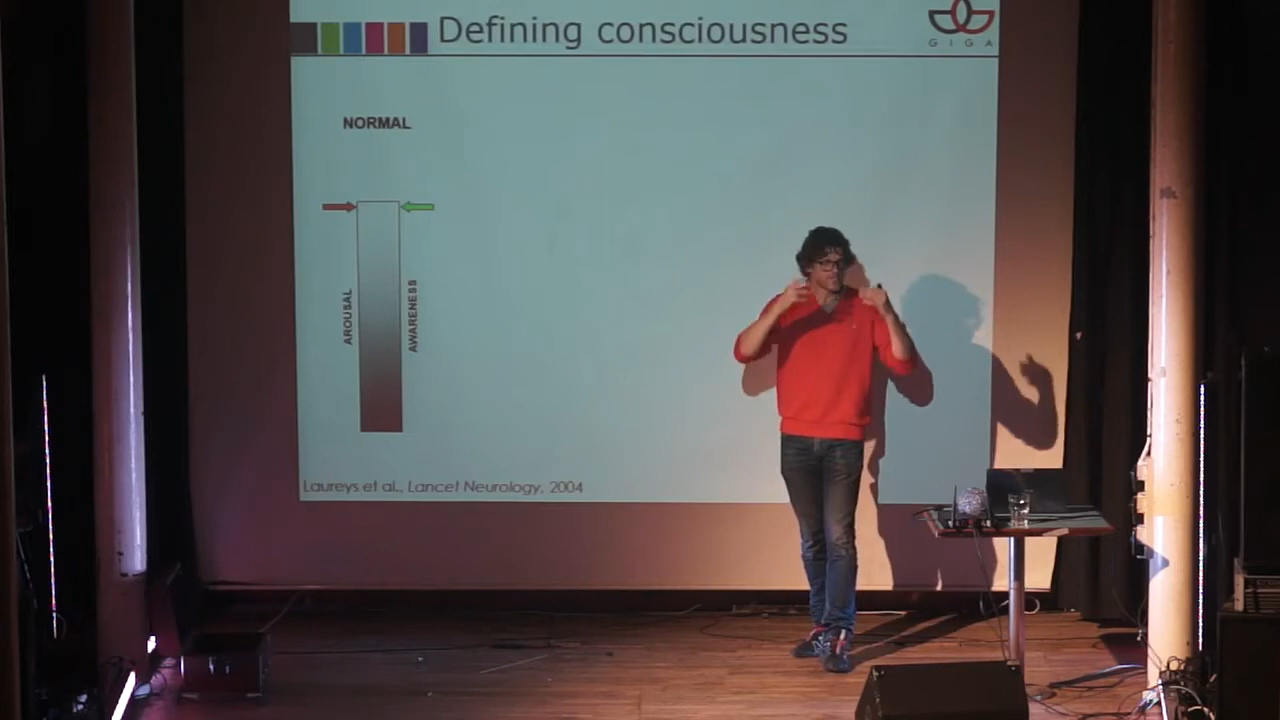 Defining consciousness
GIGA
NORMAL
AROUSAL
AWARENESS
Laureys et al., Lancet Neurology, 2004